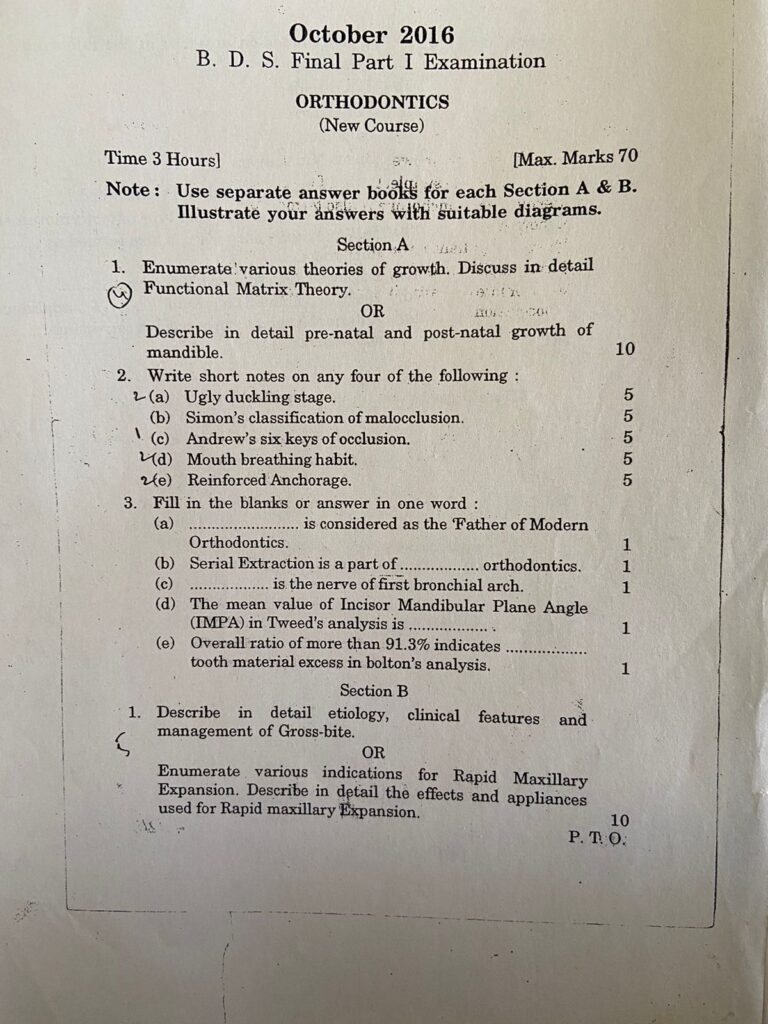 October 2016
B. D. S. Final Part I Examination
ORTHODONTICS
(New Course)
Time 3 Hours] [Max. Marks 70
Note : Use separate answer books for each Section A & B.
Illustrate your answers with suitable diagrams.
Section A
1. Enumerate various theories of growth. Discuss in detail
Functional Matrix Theory.
OR
Describe in detail pre-natal and post-natal growth of
mandible. 10
2. Write short notes on any four of the following :
(a) Ugly duckling stage. 5
(b) Simon's classification of malocclusion. 5
(c) Andrew's six keys of occlusion. 5
(d) Mouth breathing habit. 5
(e) Reinforced Anchorage. 5
3. Fill in the blanks or answer in one word :
(a) ........................ is considered as the 'Father of Modern
Orthodontics. 1
(b) Serial Extraction is a part of ................. orthodontics. 1
(c) ................. is the nerve of first bronchial arch. 1
(d) The mean value of Incisor Mandibular Plane Angle
(IMPA) in Tweed's analysis is ................. . 1
(e) Overall ratio of more than 91.3% indicates .................
tooth material excess in bolton's analysis. 1
Section B
1. Describe in detail etiology, clinical features and
management of Gross-bite.
OR
Enumerate various indications for Rapid Maxillary
Expansion. Describe in detail the effects and appliances
used for Rapid maxillary Expansion.
10
P. T. O.